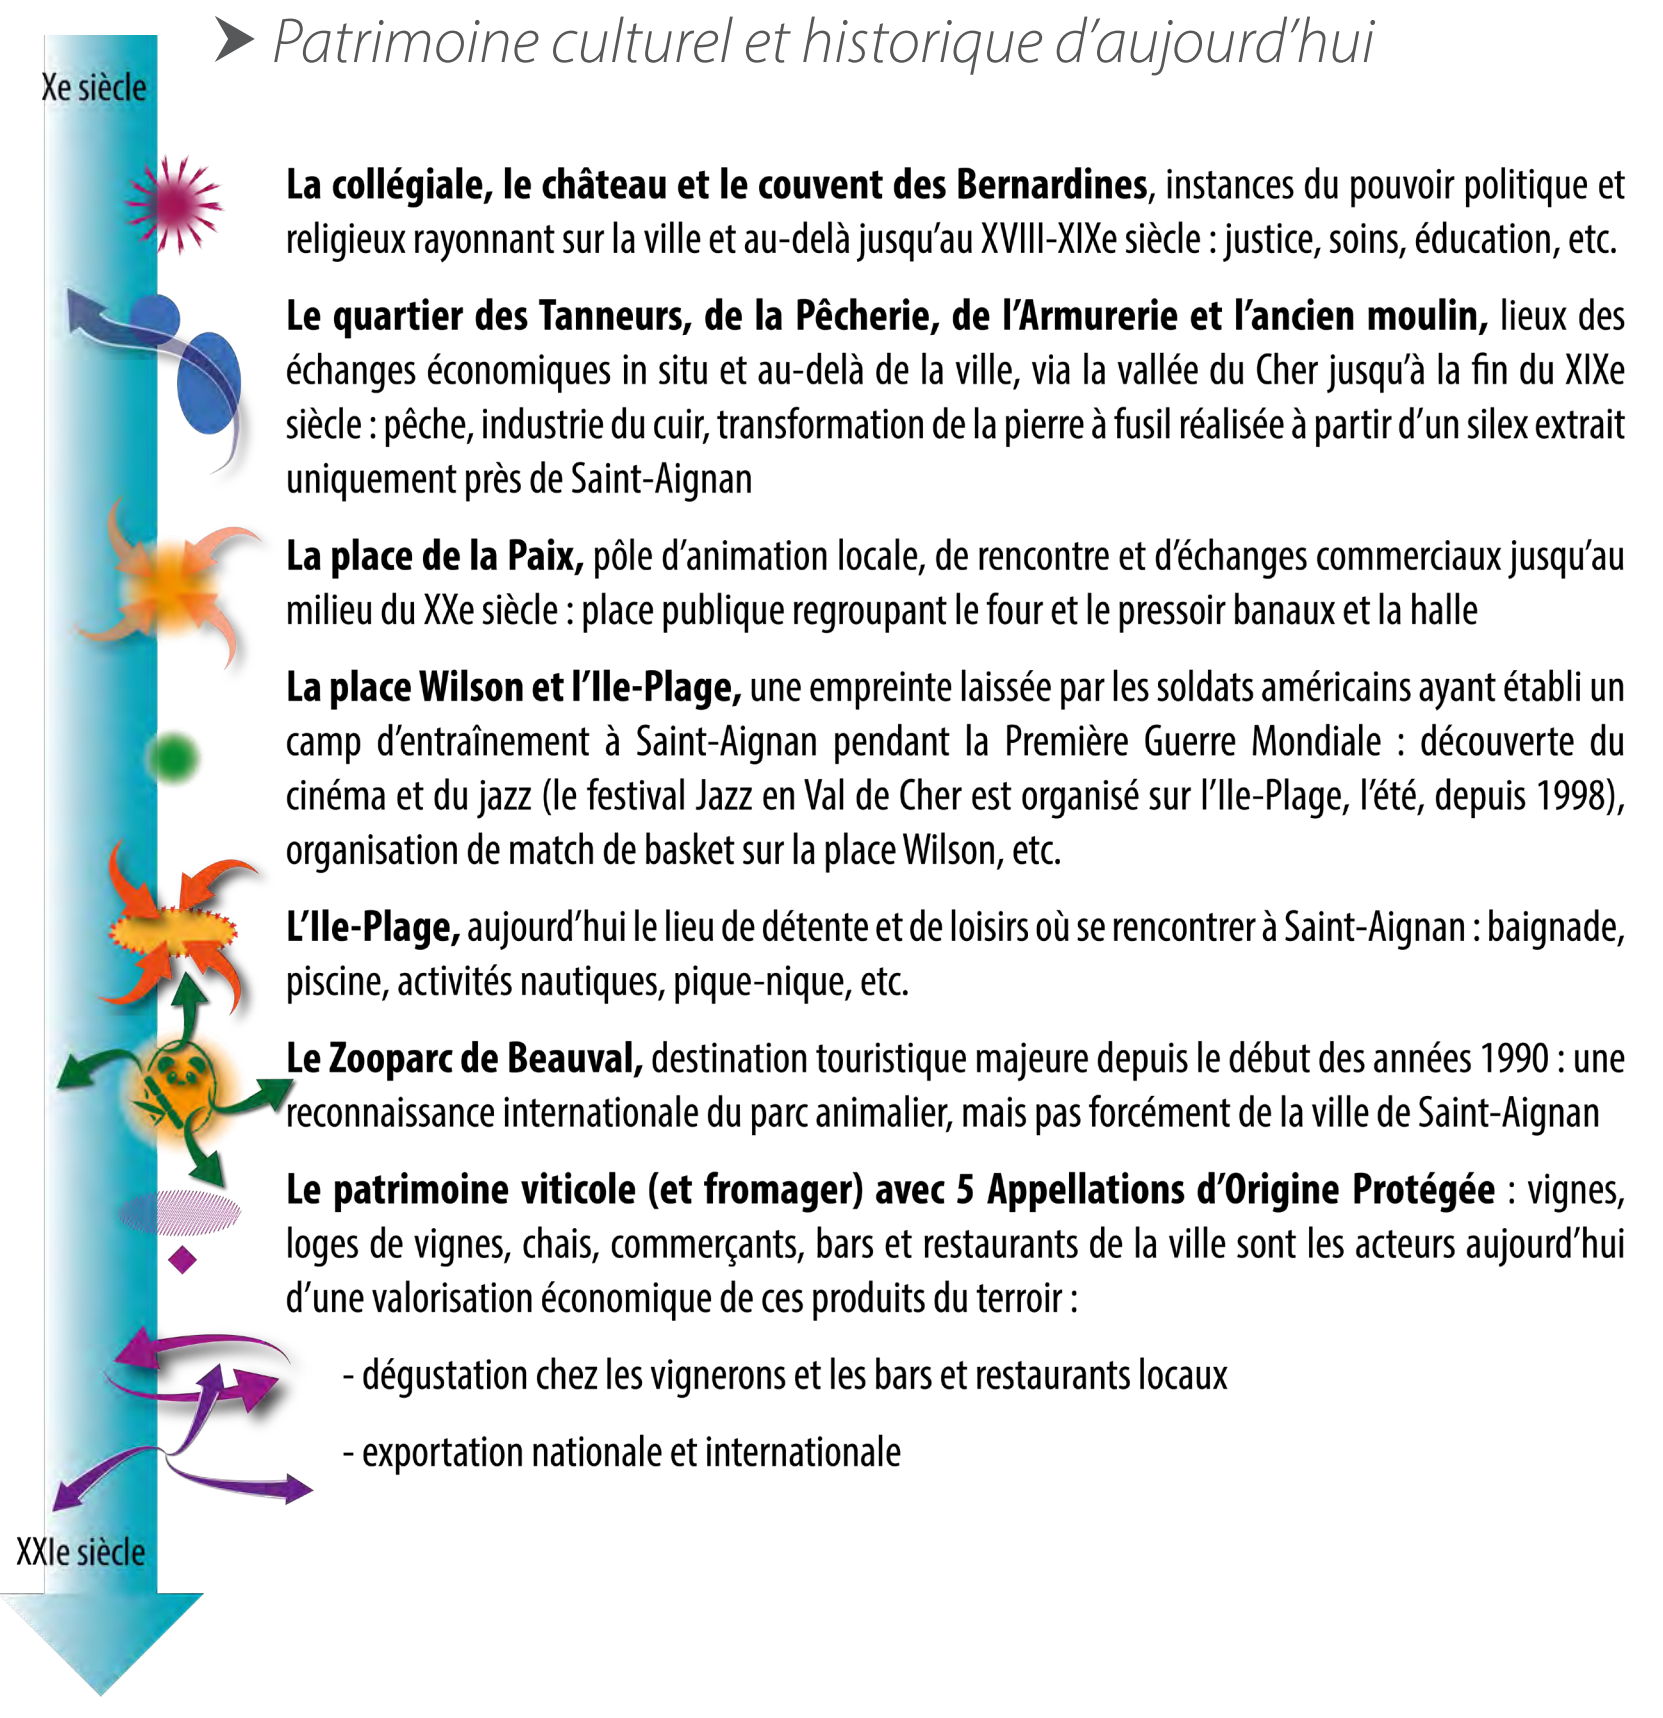 Patrimoine culturel et historique d’aujourd’hui
Xe siècle
La collégiale, le château et le couvent des Bernardines, instances du pouvoir politique et
religieux rayonnant sur la ville et au-delà jusqu’au XVIII-XIXe siècle : justice, soins, éducation, etc.
Le quartier des Tanneurs, de la Pêcherie, de l’Armurerie et l’ancien moulin, lieux des
échanges économiques in situ et au-delà de la ville, via la vallée du Cher jusqu’à la fin du XIXe
siècle : pêche, industrie du cuir, transformation de la pierre à fusil réalisée à partir d’un silex extrait
uniquement près de Saint-Aignan
La place de la Paix, pôle d’animation locale, de rencontre et d’échanges commerciaux jusqu’au
milieu du XXe siècle : place publique regroupant le four et le pressoir banaux et la halle
La place Wilson et l’Ile-Plage, une empreinte laissée par les soldats américains ayant établi un
camp d’entraînement à Saint-Aignan pendant la Première Guerre Mondiale : découverte du
cinéma et du jazz (le festival Jazz en Val de Cher est organisé sur l’Ile-Plage, l’été, depuis 1998),
organisation de match de basket sur la place Wilson, etc.
L’Ile-Plage, aujourd’hui le lieu de détente et de loisirs où se rencontrer à Saint-Aignan : baignade,
piscine, activités nautiques, pique-nique, etc.
Le Zooparc de Beauval, destination touristique majeure depuis le début des années 1990 : une
reconnaissance internationale du parc animalier, mais pas forcément de la ville de Saint-Aignan
Le patrimoine viticole (et fromager) avec 5 Appellations d’Origine Protégée : vignes,
loges de vignes, chais, commerçants, bars et restaurants de la ville sont les acteurs aujourd’hui
d’une valorisation économique de ces produits du terroir :
- dégustation chez les vignerons et les bars et restaurants locaux
- exportation nationale et internationale
XXIe siècle